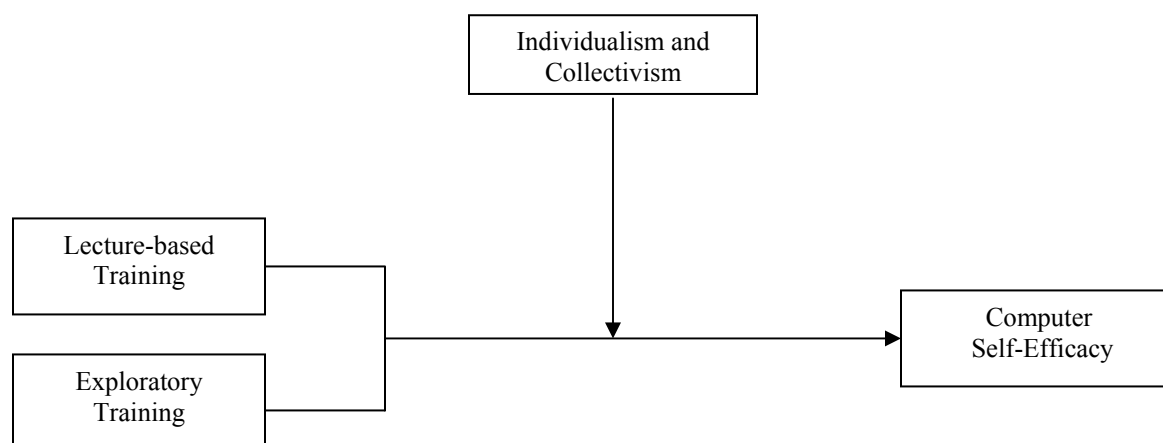 Individualism and
Collectivism
Lecture-based
Training
Exploratory
Training
Computer
Self-Efficacy